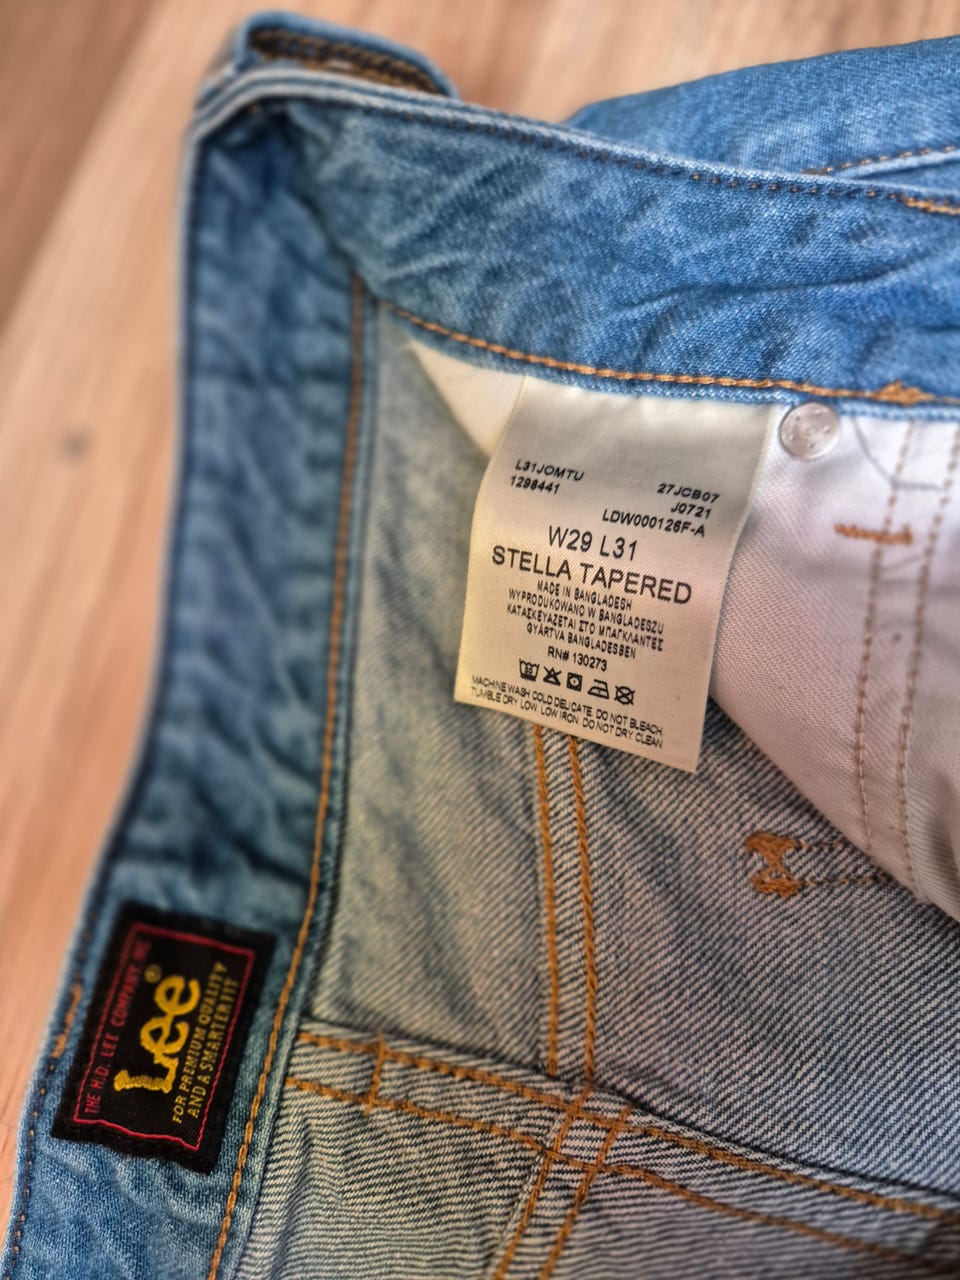 L31JOMTU
1298441
27JCB07
J0721
LDW000126F-A
W29 L31
STELLA TAPERED
MADE IN BANGLADESH
WYPRODUKOWANO W BANGLADESZU
ΚΑΤΑΣΚΕΥΑΖΕΤΑΙ ΣΤΟ ΜΠΑΓΚΛΑΝΤΕΣ
GYÁRTVA BANGLADESBEN
RN# 130273
MACHINE WASH COLD DELICATE. DO NOT BLEACH.
TUMBLE DRY LOW. LOW IRON. DO NOT DRY CLEAN
THE H.D. LEE COMPANY, INC
Lee®
FOR PREMIUM QUALITY
AND A SMARTER FIT